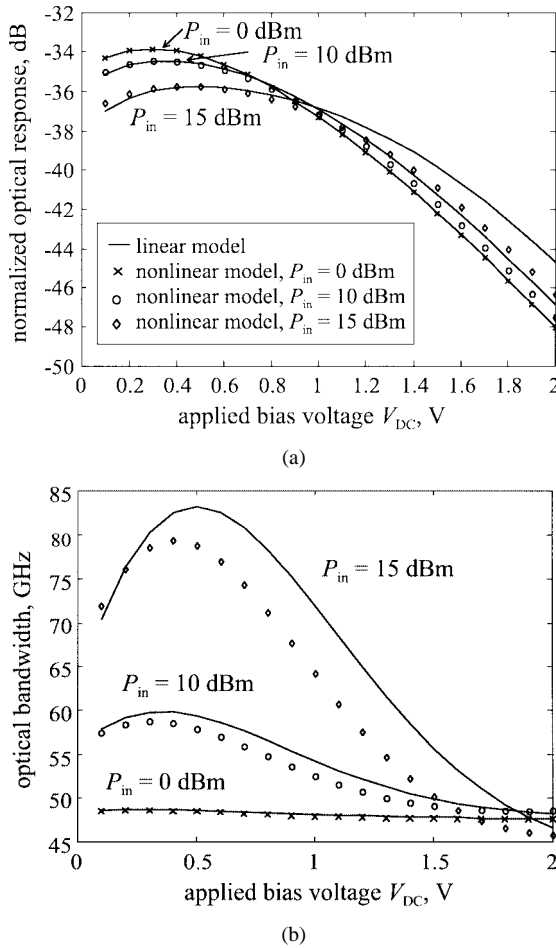 normalized optical response, dB
-32
-34
-36
-38
-40
-42
-44
-46
-48
-50
P_in = 0 dBm
P_in = 10 dBm
P_in = 15 dBm
linear model
nonlinear model, P_in = 0 dBm
nonlinear model, P_in = 10 dBm
nonlinear model, P_in = 15 dBm
0 0.2 0.4 0.6 0.8 1 1.2 1.4 1.6 1.8 2
applied bias voltage V_DC, V
(a)
optical bandwidth, GHz
85
80
75
70
65
60
55
50
45
P_in = 15 dBm
P_in = 10 dBm
P_in = 0 dBm
0 0.5 1 1.5 2
applied bias voltage V_DC, V
(b)